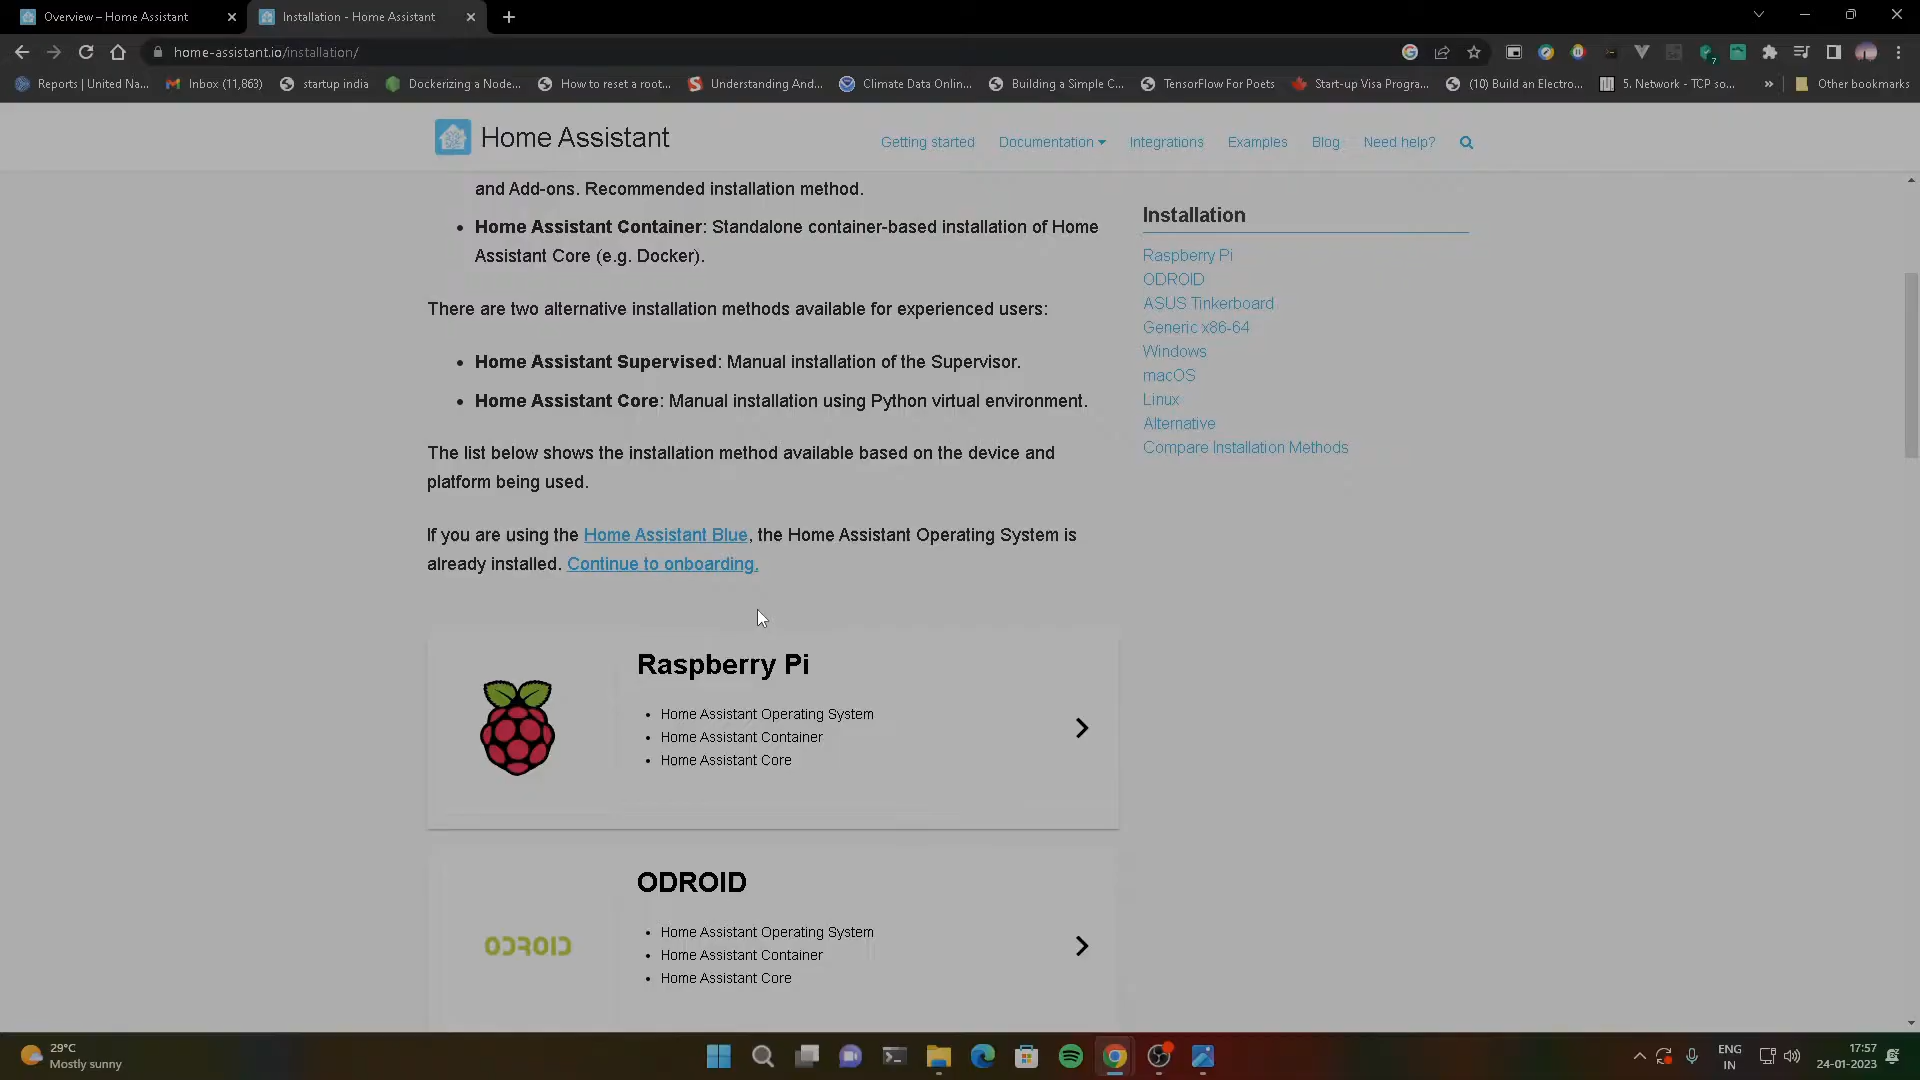 Overview – Home Assistant
Installation - Home Assistant
home-assistant.io/installation/
Reports | United Na...
Inbox (11,863)
startup india
Dockerizing a Node...
How to reset a root...
Understanding And...
Climate Data Onlin...
Building a Simple C...
TensorFlow For Poets
Start-up Visa Progra...
(10) Build an Electro...
5. Network - TCP so...
»
Other bookmarks
Home Assistant
Getting started
Documentation
Integrations
Examples
Blog
Need help?
and Add-ons. Recommended installation method.
• Home Assistant Container: Standalone container-based installation of Home
Assistant Core (e.g. Docker).
There are two alternative installation methods available for experienced users:
• Home Assistant Supervised: Manual installation of the Supervisor.
• Home Assistant Core: Manual installation using Python virtual environment.
The list below shows the installation method available based on the device and
platform being used.
If you are using the Home Assistant Blue, the Home Assistant Operating System is
already installed. Continue to onboarding.
Raspberry Pi
• Home Assistant Operating System
• Home Assistant Container
• Home Assistant Core
ODROID
ODROID
• Home Assistant Operating System
• Home Assistant Container
• Home Assistant Core
Installation
Raspberry Pi
ODROID
ASUS Tinkerboard
Generic x86-64
Windows
macOS
Linux
Alternative
Compare Installation Methods
29°C
Mostly sunny
ENG
IN
17:57
24-01-2023